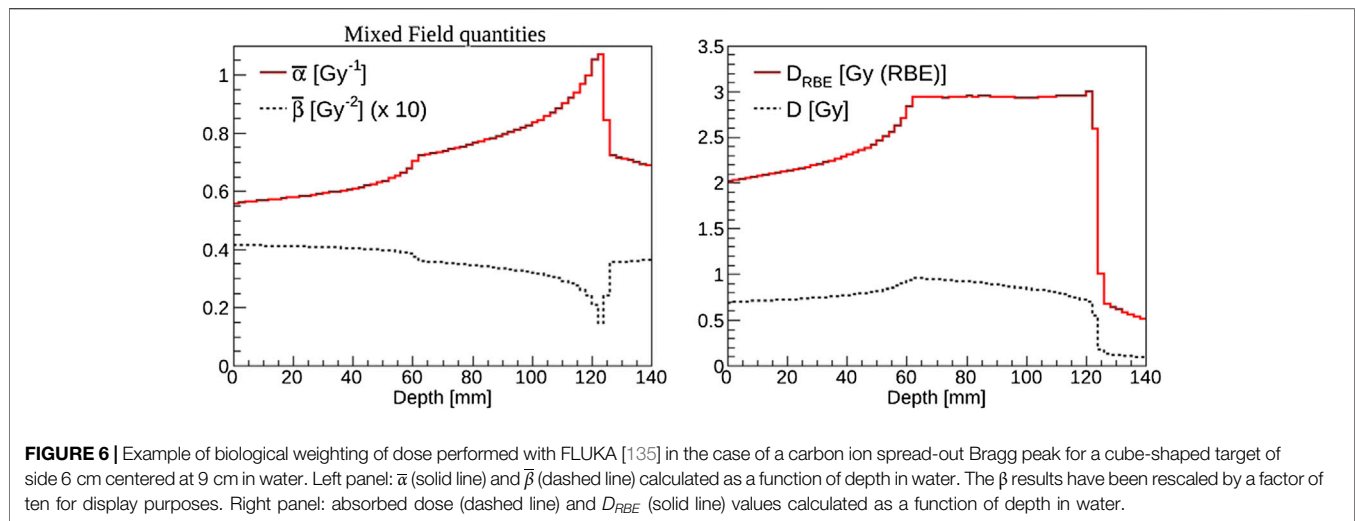 Mixed Field quantities
α̅ [Gy⁻¹]
β̅ [Gy⁻²] (x 10)
1
0.8
0.6
0.4
0.2
0
0 20 40 60 80 100 120 140
Depth [mm]
D_RBE [Gy (RBE)]
D [Gy]
3.5
3
2.5
2
1.5
1
0.5
0
0 20 40 60 80 100 120 140
Depth [mm]
FIGURE 6 | Example of biological weighting of dose performed with FLUKA [135] in the case of a carbon ion spread-out Bragg peak for a cube-shaped target of
side 6 cm centered at 9 cm in water. Left panel: α̅ (solid line) and β̅ (dashed line) calculated as a function of depth in water. The β results have been rescaled by a factor of
ten for display purposes. Right panel: absorbed dose (dashed line) and D_RBE (solid line) values calculated as a function of depth in water.